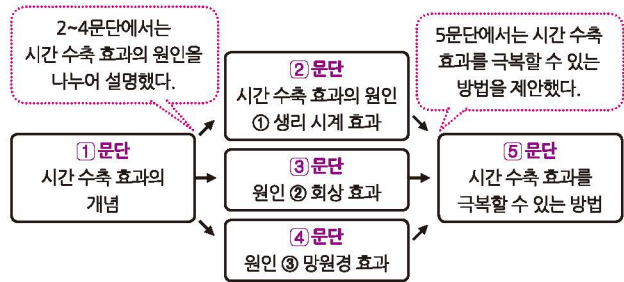 2~4문단에서는
시간 수축 효과의 원인을
나누어 설명했다.
5문단에서는 시간 수축
효과를 극복할 수 있는
방법을 제안했다.
1 문단
시간 수축 효과의
개념
2 문단
시간 수축 효과의 원인
① 생리 시계 효과
3 문단
원인 ② 회상 효과
4 문단
원인 ③ 망원경 효과
5 문단
시간 수축 효과를
극복할 수 있는 방법